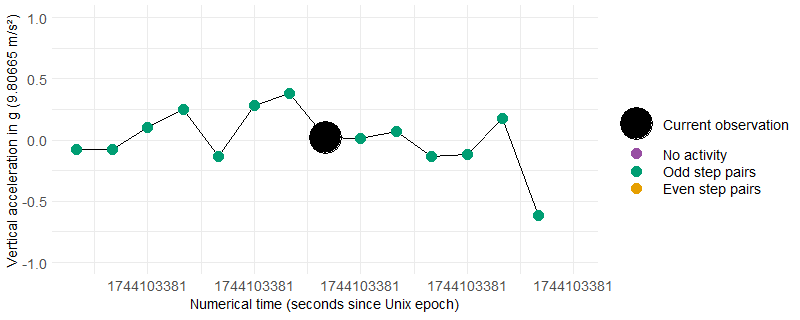 Vertical acceleration in g (9.80665 m/s²)
1.0
0.5
0.0
-0.5
-1.0
1744103381 1744103381 1744103381 1744103381 1744103381
Numerical time (seconds since Unix epoch)
Current observation
No activity
Odd step pairs
Even step pairs